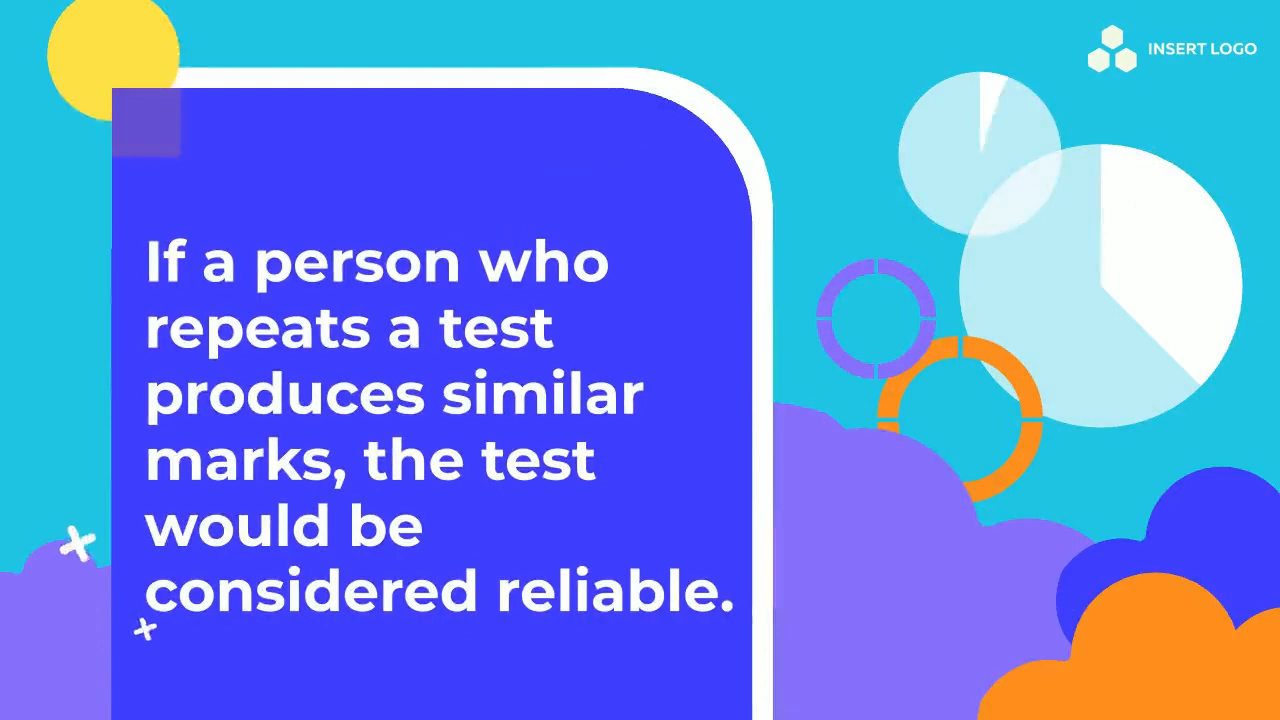 INSERT LOGO
If a person who
repeats a test
produces similar
marks, the test
would be
considered reliable.